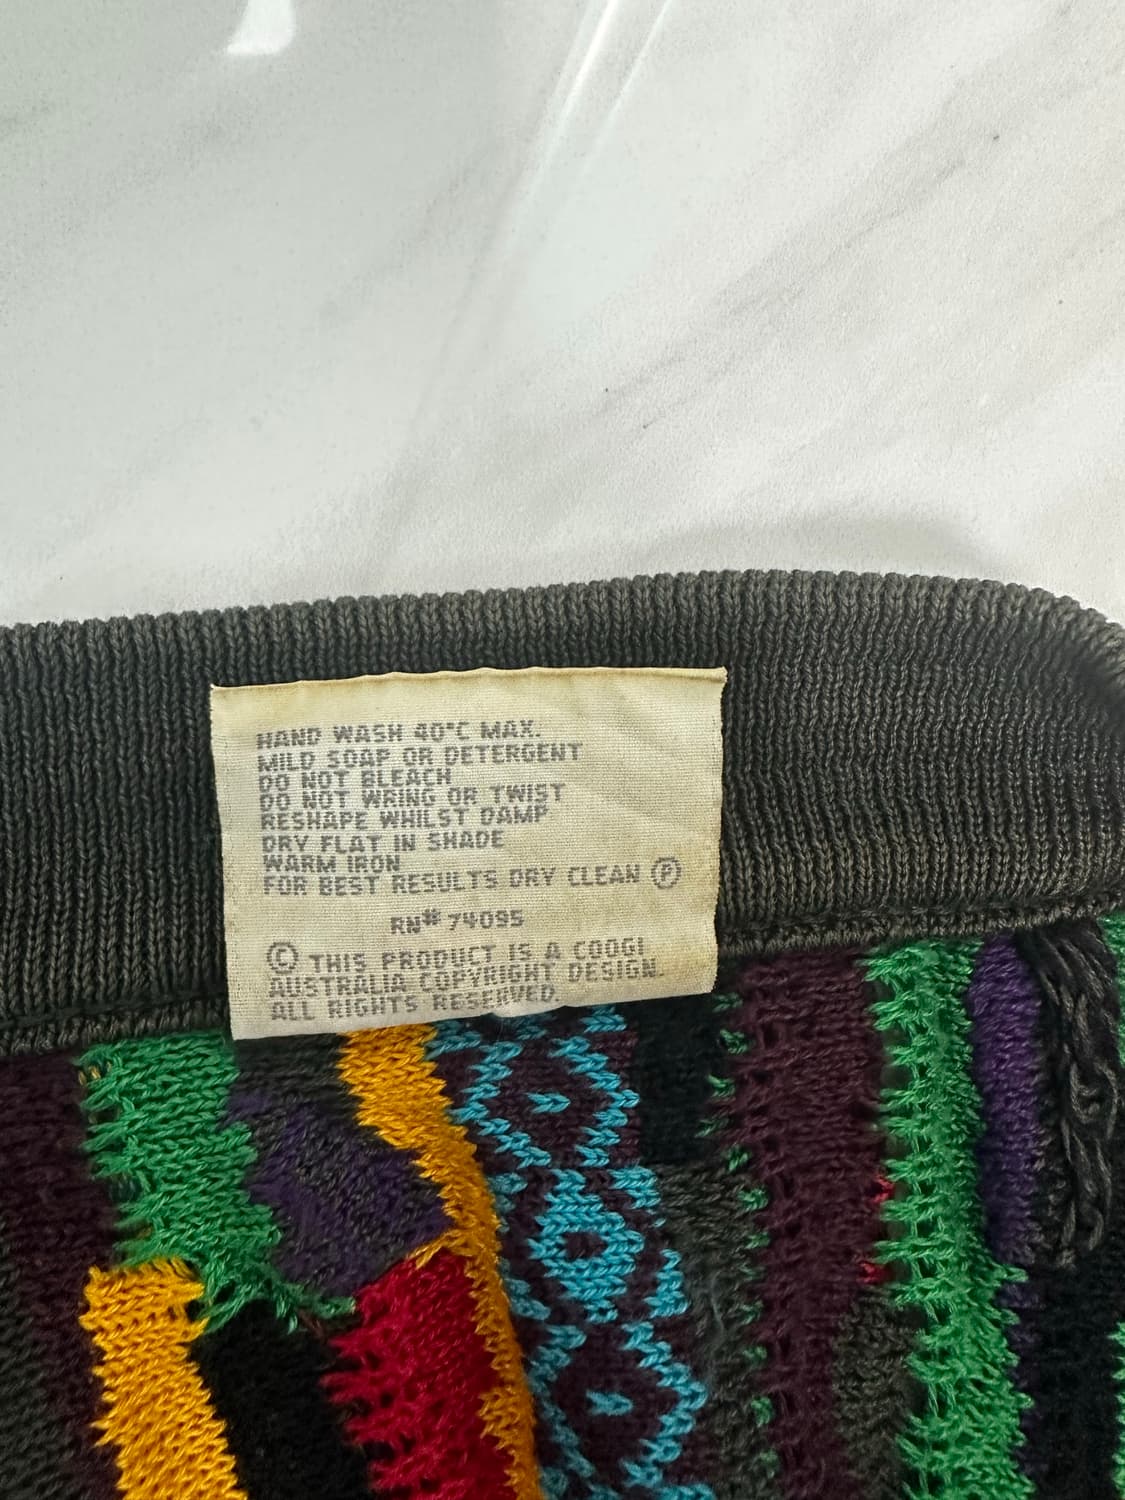 HAND WASH 40°C MAX.
MILD SOAP OR DETERGENT
DO NOT BLEACH
DO NOT WRING OR TWIST
RESHAPE WHILST DAMP
DRY FLAT IN SHADE
WARM IRON
FOR BEST RESULTS DRY CLEAN Ⓟ
RN# 74095
© THIS PRODUCT IS A COOGI
AUSTRALIA COPYRIGHT DESIGN.
ALL RIGHTS RESERVED.